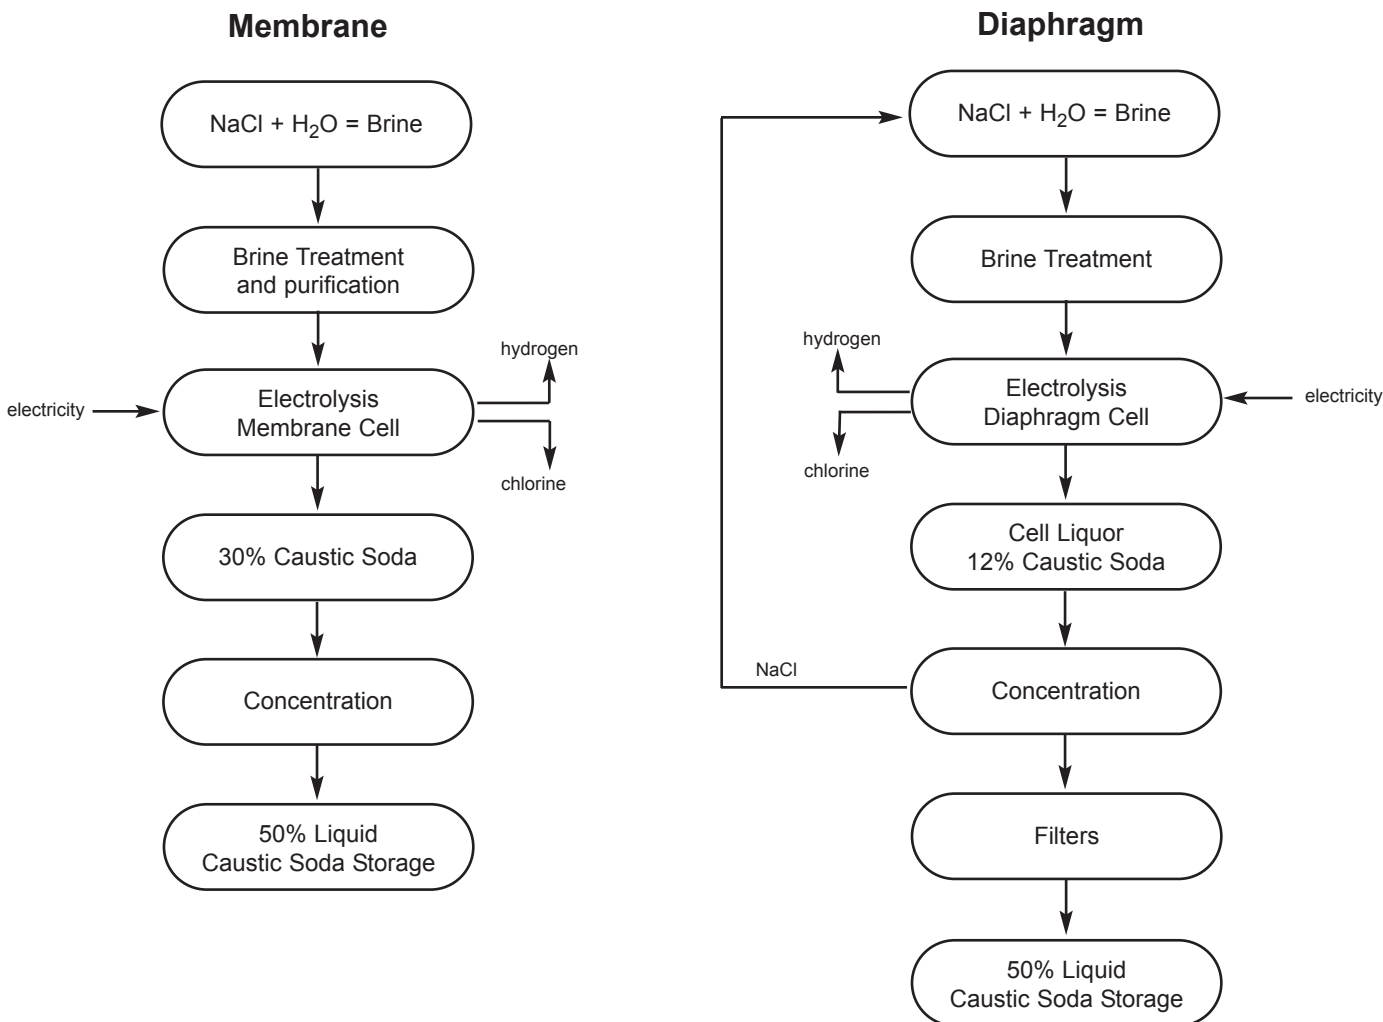 Membrane
NaCl + H₂O = Brine
Brine Treatment
and purification
electricity
Electrolysis
Membrane Cell
hydrogen
chlorine
30% Caustic Soda
Concentration
50% Liquid
Caustic Soda Storage
Diaphragm
NaCl + H₂O = Brine
Brine Treatment
hydrogen
chlorine
Electrolysis
Diaphragm Cell
electricity
Cell Liquor
12% Caustic Soda
NaCl
Concentration
Filters
50% Liquid
Caustic Soda Storage